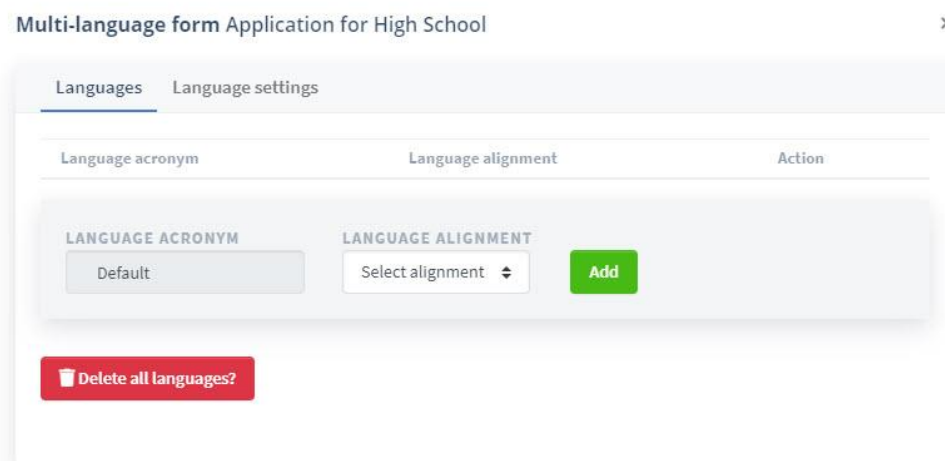 Multi-language form Application for High School
Languages Language settings
Language acronym Language alignment Action
LANGUAGE ACRONYM LANGUAGE ALIGNMENT
Default Select alignment Add
Delete all languages?